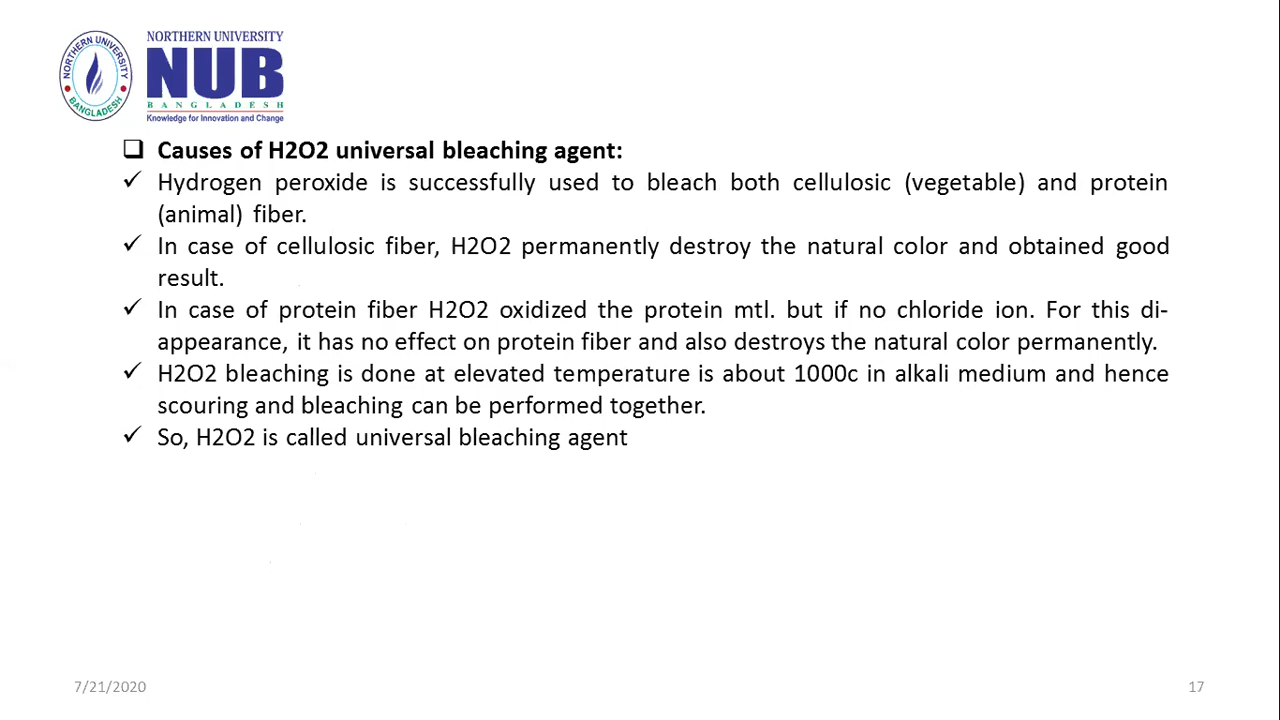 NORTHERN UNIVERSITY
BANGLADESH
NORTHERN UNIVERSITY
NUB
BANGLADESH
Knowledge for Innovation and Change
Causes of H2O2 universal bleaching agent:
Hydrogen peroxide is successfully used to bleach both cellulosic (vegetable) and protein
(animal) fiber.
In case of cellulosic fiber, H2O2 permanently destroy the natural color and obtained good
result.
In case of protein fiber H2O2 oxidized the protein mtl. but if no chloride ion. For this di-
appearance, it has no effect on protein fiber and also destroys the natural color permanently.
H2O2 bleaching is done at elevated temperature is about 1000c in alkali medium and hence
scouring and bleaching can be performed together.
So, H2O2 is called universal bleaching agent
7/21/2020
17